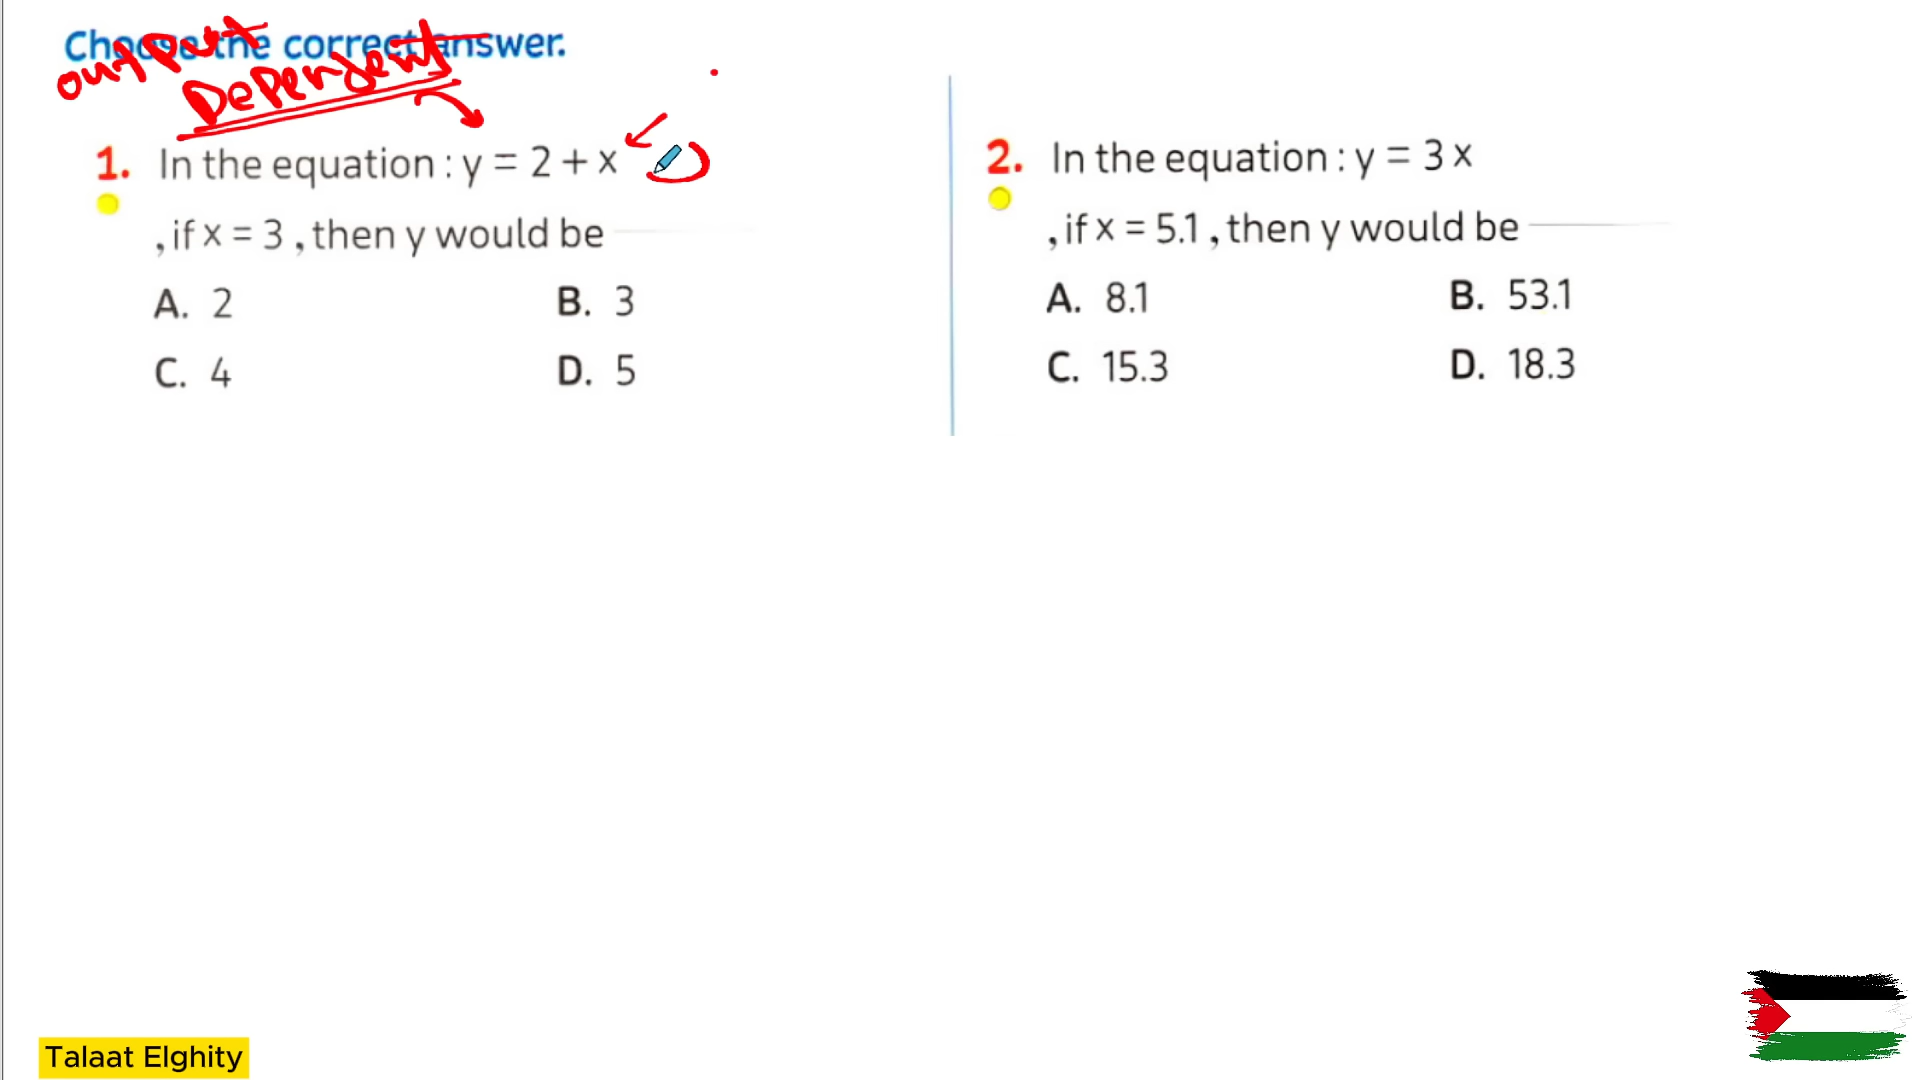 Choose the correct answer.
output
Dependent
1. In the equation : y = 2 + x
, if x = 3 , then y would be
A. 2
B. 3
C. 4
D. 5
2. In the equation : y = 3 x
, if x = 5.1 , then y would be
A. 8.1
B. 53.1
C. 15.3
D. 18.3
Talaat Elghity